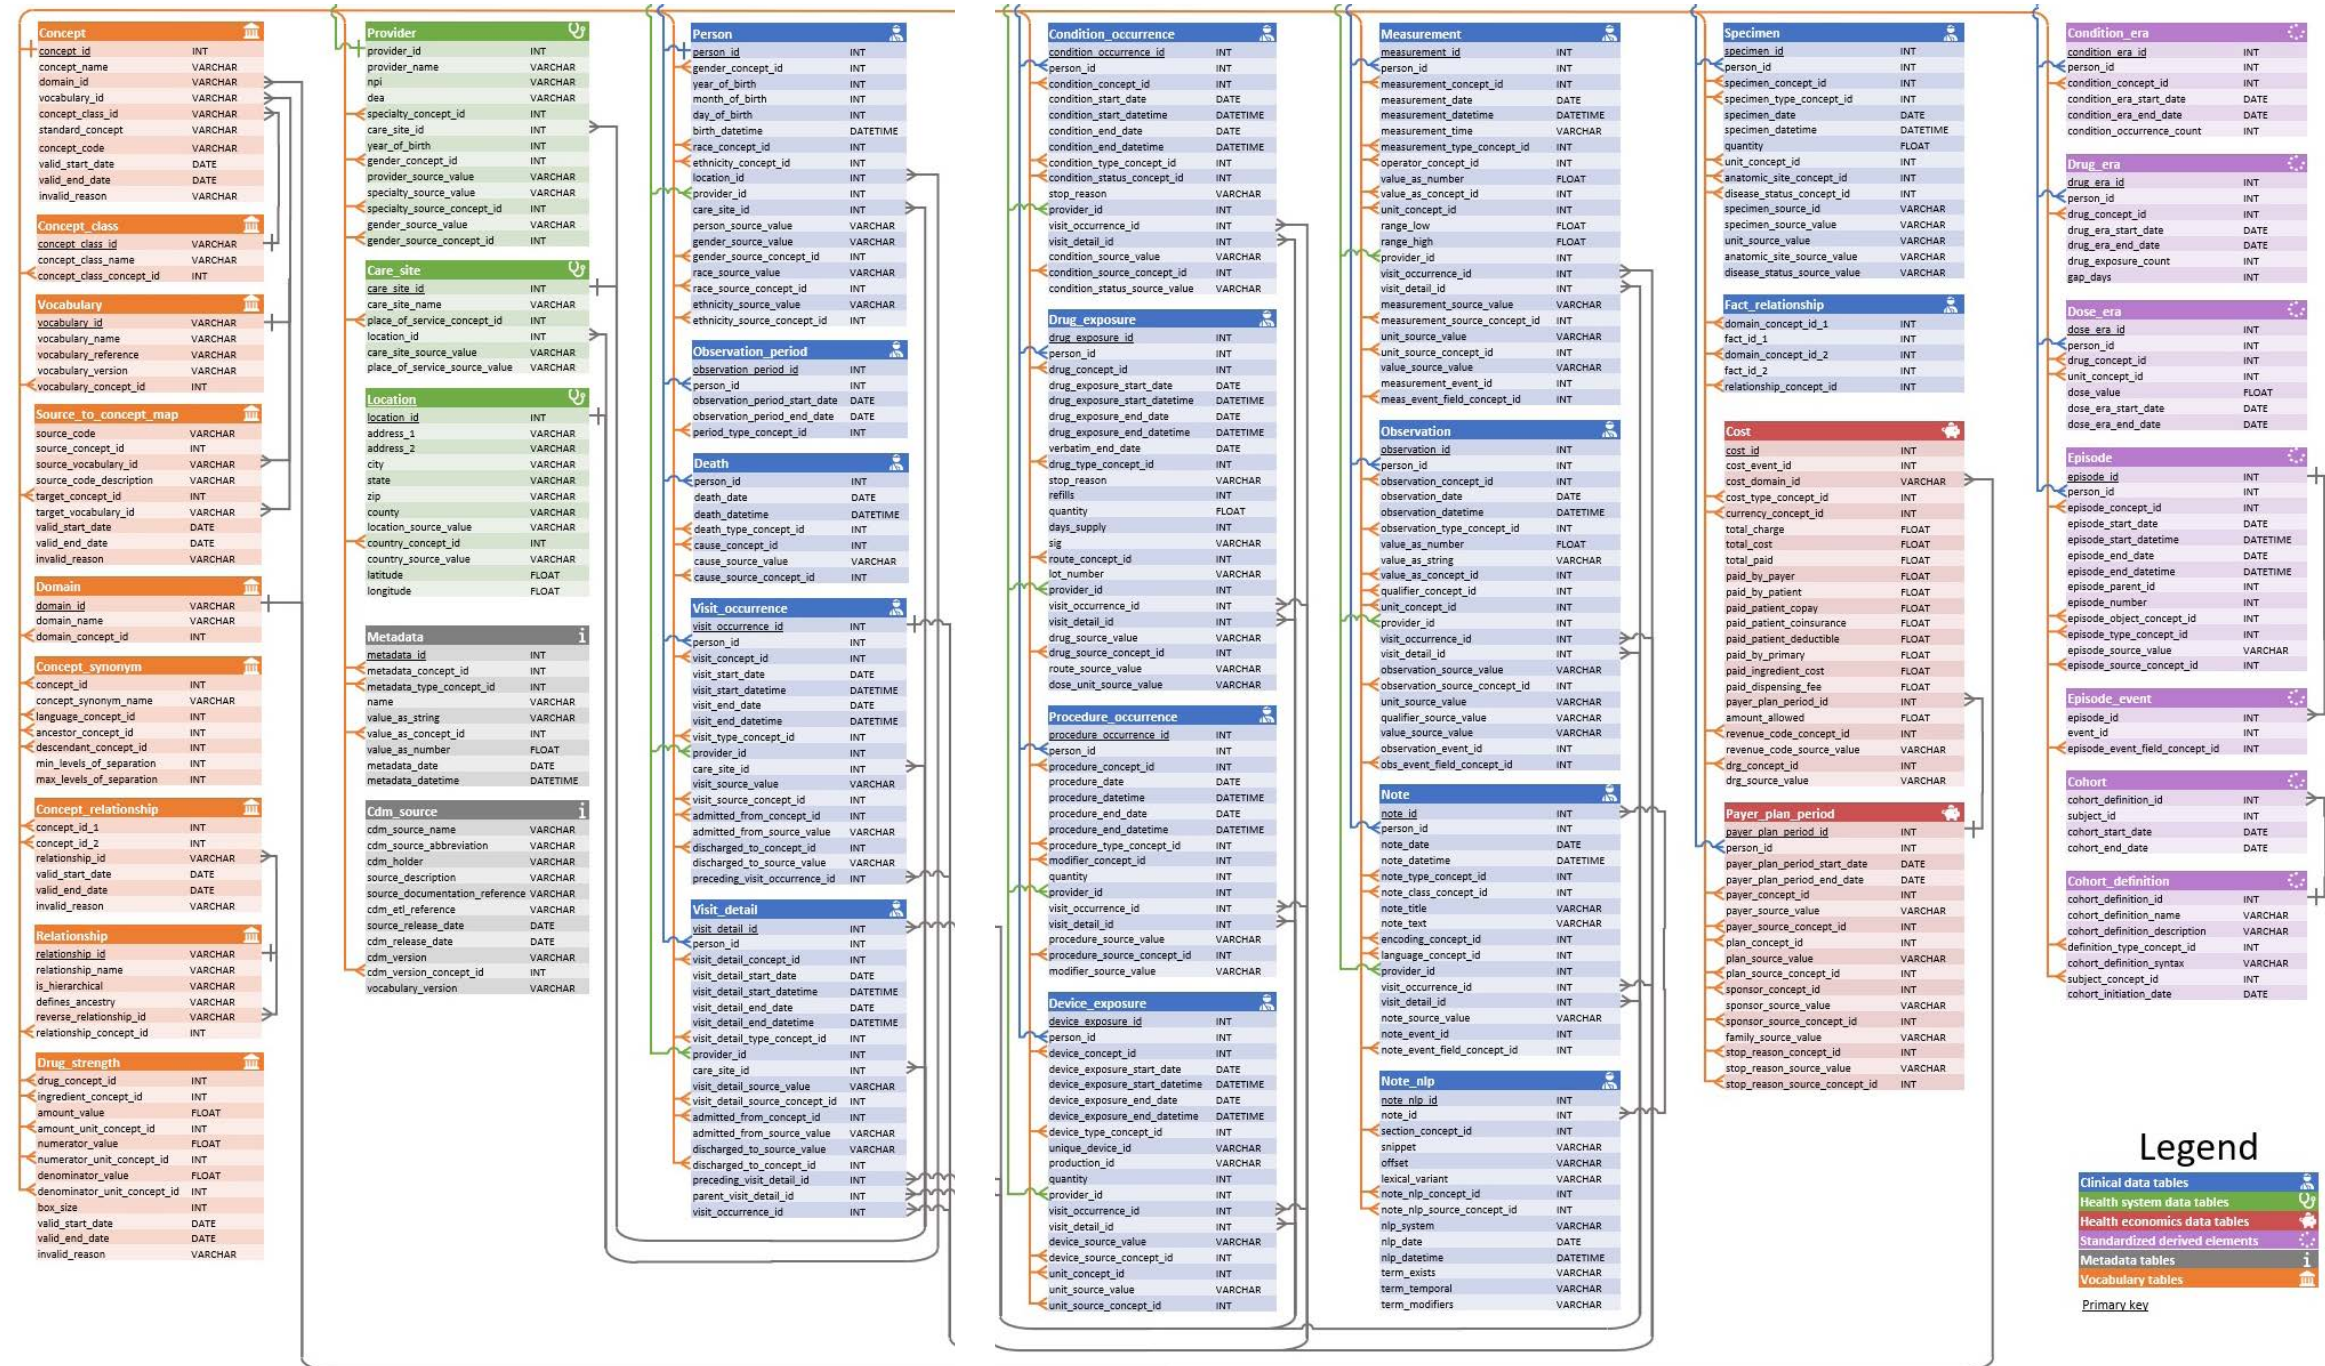 Concept
concept_id INT
concept_name VARCHAR
domain_id VARCHAR
vocabulary_id VARCHAR
concept_class_id VARCHAR
standard_concept VARCHAR
concept_code VARCHAR
valid_start_date DATE
valid_end_date DATE
invalid_reason VARCHAR
Concept_class
concept_class_id VARCHAR
concept_class_name VARCHAR
concept_class_concept_id INT
Vocabulary
vocabulary_id VARCHAR
vocabulary_name VARCHAR
vocabulary_reference VARCHAR
vocabulary_version VARCHAR
vocabulary_concept_id INT
Source_to_concept_map
source_code VARCHAR
source_concept_id INT
source_vocabulary_id VARCHAR
source_code_description VARCHAR
target_concept_id INT
target_vocabulary_id VARCHAR
valid_start_date DATE
valid_end_date DATE
invalid_reason VARCHAR
Domain
domain_id VARCHAR
domain_name VARCHAR
domain_concept_id INT
Concept_synonym
concept_id INT
concept_synonym_name VARCHAR
language_concept_id INT
ancestor_concept_id INT
descendant_concept_id INT
min_levels_of_separation INT
max_levels_of_separation INT
Concept_relationship
concept_id_1 INT
concept_id_2 INT
relationship_id VARCHAR
valid_start_date DATE
valid_end_date DATE
invalid_reason VARCHAR
Relationship
relationship_id VARCHAR
relationship_name VARCHAR
is_hierarchical VARCHAR
defines_ancestry VARCHAR
reverse_relationship_id VARCHAR
relationship_concept_id INT
Drug_strength
drug_concept_id INT
ingredient_concept_id INT
amount_value FLOAT
amount_unit_concept_id INT
numerator_value FLOAT
numerator_unit_concept_id INT
denominator_value FLOAT
denominator_unit_concept_id INT
box_size INT
valid_start_date DATE
valid_end_date DATE
invalid_reason VARCHAR
Provider
provider_id INT
provider_name VARCHAR
npi VARCHAR
dea VARCHAR
specialty_concept_id INT
care_site_id INT
year_of_birth INT
gender_concept_id INT
provider_source_value VARCHAR
specialty_source_value VARCHAR
specialty_source_concept_id INT
gender_source_value VARCHAR
gender_source_concept_id INT
Care_site
care_site_id INT
care_site_name VARCHAR
place_of_service_concept_id INT
location_id INT
care_site_source_value VARCHAR
place_of_service_source_value VARCHAR
Location
location_id INT
address_1 VARCHAR
address_2 VARCHAR
city VARCHAR
state VARCHAR
zip VARCHAR
county VARCHAR
location_source_value VARCHAR
country_concept_id INT
country_source_value VARCHAR
latitude FLOAT
longitude FLOAT
Metadata i
metadata_id INT
metadata_concept_id INT
metadata_type_concept_id INT
name VARCHAR
value_as_string VARCHAR
value_as_concept_id INT
value_as_number FLOAT
metadata_date DATE
metadata_datetime DATETIME
Cdm_source i
cdm_source_name VARCHAR
cdm_source_abbreviation VARCHAR
cdm_holder VARCHAR
source_description VARCHAR
source_documentation_reference VARCHAR
cdm_etl_reference VARCHAR
source_release_date DATE
cdm_release_date DATE
cdm_version VARCHAR
cdm_version_concept_id INT
vocabulary_version VARCHAR
Person
person_id INT
gender_concept_id INT
year_of_birth INT
month_of_birth INT
day_of_birth INT
birth_datetime DATETIME
race_concept_id INT
ethnicity_concept_id INT
location_id INT
provider_id INT
care_site_id INT
person_source_value VARCHAR
gender_source_value VARCHAR
gender_source_concept_id INT
race_source_value VARCHAR
race_source_concept_id INT
ethnicity_source_value VARCHAR
ethnicity_source_concept_id INT
Observation_period
observation_period_id INT
person_id INT
observation_period_start_date DATE
observation_period_end_date DATE
period_type_concept_id INT
Death
person_id INT
death_date DATE
death_datetime DATETIME
death_type_concept_id INT
cause_concept_id INT
cause_source_value VARCHAR
cause_source_concept_id INT
Visit_occurrence
visit_occurrence_id INT
person_id INT
visit_concept_id INT
visit_start_date DATE
visit_start_datetime DATETIME
visit_end_date DATE
visit_end_datetime DATETIME
visit_type_concept_id INT
provider_id INT
care_site_id INT
visit_source_value VARCHAR
visit_source_concept_id INT
admitted_from_concept_id INT
admitted_from_source_value VARCHAR
discharged_to_concept_id INT
discharged_to_source_value VARCHAR
preceding_visit_occurrence_id INT
Visit_detail
visit_detail_id INT
person_id INT
visit_detail_concept_id INT
visit_detail_start_date DATE
visit_detail_start_datetime DATETIME
visit_detail_end_date DATE
visit_detail_end_datetime DATETIME
visit_detail_type_concept_id INT
provider_id INT
care_site_id INT
visit_detail_source_value VARCHAR
visit_detail_source_concept_id INT
admitted_from_concept_id INT
admitted_from_source_value VARCHAR
discharged_to_source_value VARCHAR
discharged_to_concept_id INT
preceding_visit_detail_id INT
parent_visit_detail_id INT
visit_occurrence_id INT
Condition_occurrence
condition_occurrence_id INT
person_id INT
condition_concept_id INT
condition_start_date DATE
condition_start_datetime DATETIME
condition_end_date DATE
condition_end_datetime DATETIME
condition_type_concept_id INT
condition_status_concept_id INT
stop_reason VARCHAR
provider_id INT
visit_occurrence_id INT
visit_detail_id INT
condition_source_value VARCHAR
condition_source_concept_id INT
condition_status_source_value VARCHAR
Drug_exposure
drug_exposure_id INT
person_id INT
drug_concept_id INT
drug_exposure_start_date DATE
drug_exposure_start_datetime DATETIME
drug_exposure_end_date DATE
drug_exposure_end_datetime DATETIME
verbatim_end_date DATE
drug_type_concept_id INT
stop_reason VARCHAR
refills INT
quantity FLOAT
days_supply INT
sig VARCHAR
route_concept_id INT
lot_number VARCHAR
provider_id INT
visit_occurrence_id INT
visit_detail_id INT
drug_source_value VARCHAR
drug_source_concept_id INT
route_source_value VARCHAR
dose_unit_source_value VARCHAR
Procedure_occurrence
procedure_occurrence_id INT
person_id INT
procedure_concept_id INT
procedure_date DATE
procedure_datetime DATETIME
procedure_end_date DATE
procedure_end_datetime DATETIME
procedure_type_concept_id INT
modifier_concept_id INT
quantity INT
provider_id INT
visit_occurrence_id INT
visit_detail_id INT
procedure_source_value VARCHAR
procedure_source_concept_id INT
modifier_source_value VARCHAR
Device_exposure
device_exposure_id INT
person_id INT
device_concept_id INT
device_exposure_start_date DATE
device_exposure_start_datetime DATETIME
device_exposure_end_date DATE
device_exposure_end_datetime DATETIME
device_type_concept_id INT
unique_device_id VARCHAR
production_id VARCHAR
quantity INT
provider_id INT
visit_occurrence_id INT
visit_detail_id INT
device_source_value VARCHAR
device_source_concept_id INT
unit_concept_id INT
unit_source_value VARCHAR
unit_source_concept_id INT
Measurement
measurement_id INT
person_id INT
measurement_concept_id INT
measurement_date DATE
measurement_datetime DATETIME
measurement_time VARCHAR
measurement_type_concept_id INT
operator_concept_id INT
value_as_number FLOAT
value_as_concept_id INT
unit_concept_id INT
range_low FLOAT
range_high FLOAT
provider_id INT
visit_occurrence_id INT
visit_detail_id INT
measurement_source_value VARCHAR
measurement_source_concept_id INT
unit_source_value VARCHAR
unit_source_concept_id INT
value_source_value VARCHAR
measurement_event_id INT
meas_event_field_concept_id INT
Observation
observation_id INT
person_id INT
observation_concept_id INT
observation_date DATE
observation_datetime DATETIME
observation_type_concept_id INT
value_as_number FLOAT
value_as_string VARCHAR
value_as_concept_id INT
qualifier_concept_id INT
unit_concept_id INT
provider_id INT
visit_occurrence_id INT
visit_detail_id INT
observation_source_value VARCHAR
observation_source_concept_id INT
unit_source_value VARCHAR
qualifier_source_value VARCHAR
value_source_value VARCHAR
observation_event_id INT
obs_event_field_concept_id INT
Note
note_id INT
person_id INT
note_date DATE
note_datetime DATETIME
note_type_concept_id INT
note_class_concept_id INT
note_title VARCHAR
note_text VARCHAR
encoding_concept_id INT
language_concept_id INT
provider_id INT
visit_occurrence_id INT
visit_detail_id INT
note_source_value VARCHAR
note_event_id INT
note_event_field_concept_id INT
Note_nlp
note_nlp_id INT
note_id INT
section_concept_id INT
snippet VARCHAR
offset VARCHAR
lexical_variant VARCHAR
note_nlp_concept_id INT
note_nlp_source_concept_id INT
nlp_system VARCHAR
nlp_date DATE
nlp_datetime DATETIME
term_exists VARCHAR
term_temporal VARCHAR
term_modifiers VARCHAR
Specimen
specimen_id INT
person_id INT
specimen_concept_id INT
specimen_type_concept_id INT
specimen_date DATE
specimen_datetime DATETIME
quantity FLOAT
unit_concept_id INT
anatomic_site_concept_id INT
disease_status_concept_id INT
specimen_source_id VARCHAR
specimen_source_value VARCHAR
unit_source_value VARCHAR
anatomic_site_source_value VARCHAR
disease_status_source_value VARCHAR
Fact_relationship
domain_concept_id_1 INT
fact_id_1 INT
domain_concept_id_2 INT
fact_id_2 INT
relationship_concept_id INT
Cost
cost_id INT
cost_event_id INT
cost_domain_id VARCHAR
cost_type_concept_id INT
currency_concept_id INT
total_charge FLOAT
total_cost FLOAT
total_paid FLOAT
paid_by_payer FLOAT
paid_by_patient FLOAT
paid_patient_copay FLOAT
paid_patient_coinsurance FLOAT
paid_patient_deductible FLOAT
paid_by_primary FLOAT
paid_ingredient_cost FLOAT
paid_dispensing_fee FLOAT
payer_plan_period_id INT
amount_allowed FLOAT
revenue_code_concept_id INT
revenue_code_source_value VARCHAR
drg_concept_id INT
drg_source_value VARCHAR
Payer_plan_period
payer_plan_period_id INT
person_id INT
payer_plan_period_start_date DATE
payer_plan_period_end_date DATE
payer_concept_id INT
payer_source_value VARCHAR
payer_source_concept_id INT
plan_concept_id INT
plan_source_value VARCHAR
plan_source_concept_id INT
sponsor_concept_id INT
sponsor_source_value VARCHAR
sponsor_source_concept_id INT
family_source_value VARCHAR
stop_reason_concept_id INT
stop_reason_source_value VARCHAR
stop_reason_source_concept_id INT
Condition_era
condition_era_id INT
person_id INT
condition_concept_id INT
condition_era_start_date DATE
condition_era_end_date DATE
condition_occurrence_count INT
Drug_era
drug_era_id INT
person_id INT
drug_concept_id INT
drug_era_start_date DATE
drug_era_end_date DATE
drug_exposure_count INT
gap_days INT
Dose_era
dose_era_id INT
person_id INT
drug_concept_id INT
unit_concept_id INT
dose_value FLOAT
dose_era_start_date DATE
dose_era_end_date DATE
Episode
episode_id INT
person_id INT
episode_concept_id INT
episode_start_date DATE
episode_start_datetime DATETIME
episode_end_date DATE
episode_end_datetime DATETIME
episode_parent_id INT
episode_number INT
episode_object_concept_id INT
episode_type_concept_id INT
episode_source_value VARCHAR
episode_source_concept_id INT
Episode_event
episode_id INT
event_id INT
episode_event_field_concept_id INT
Cohort
cohort_definition_id INT
subject_id INT
cohort_start_date DATE
cohort_end_date DATE
Cohort_definition
cohort_definition_id INT
cohort_definition_name VARCHAR
cohort_definition_description VARCHAR
definition_type_concept_id INT
cohort_definition_syntax VARCHAR
subject_concept_id INT
cohort_initiation_date DATE
Legend
Clinical data tables
Health system data tables
Health economics data tables
Standardized derived elements
Metadata tables i
Vocabulary tables
Primary key